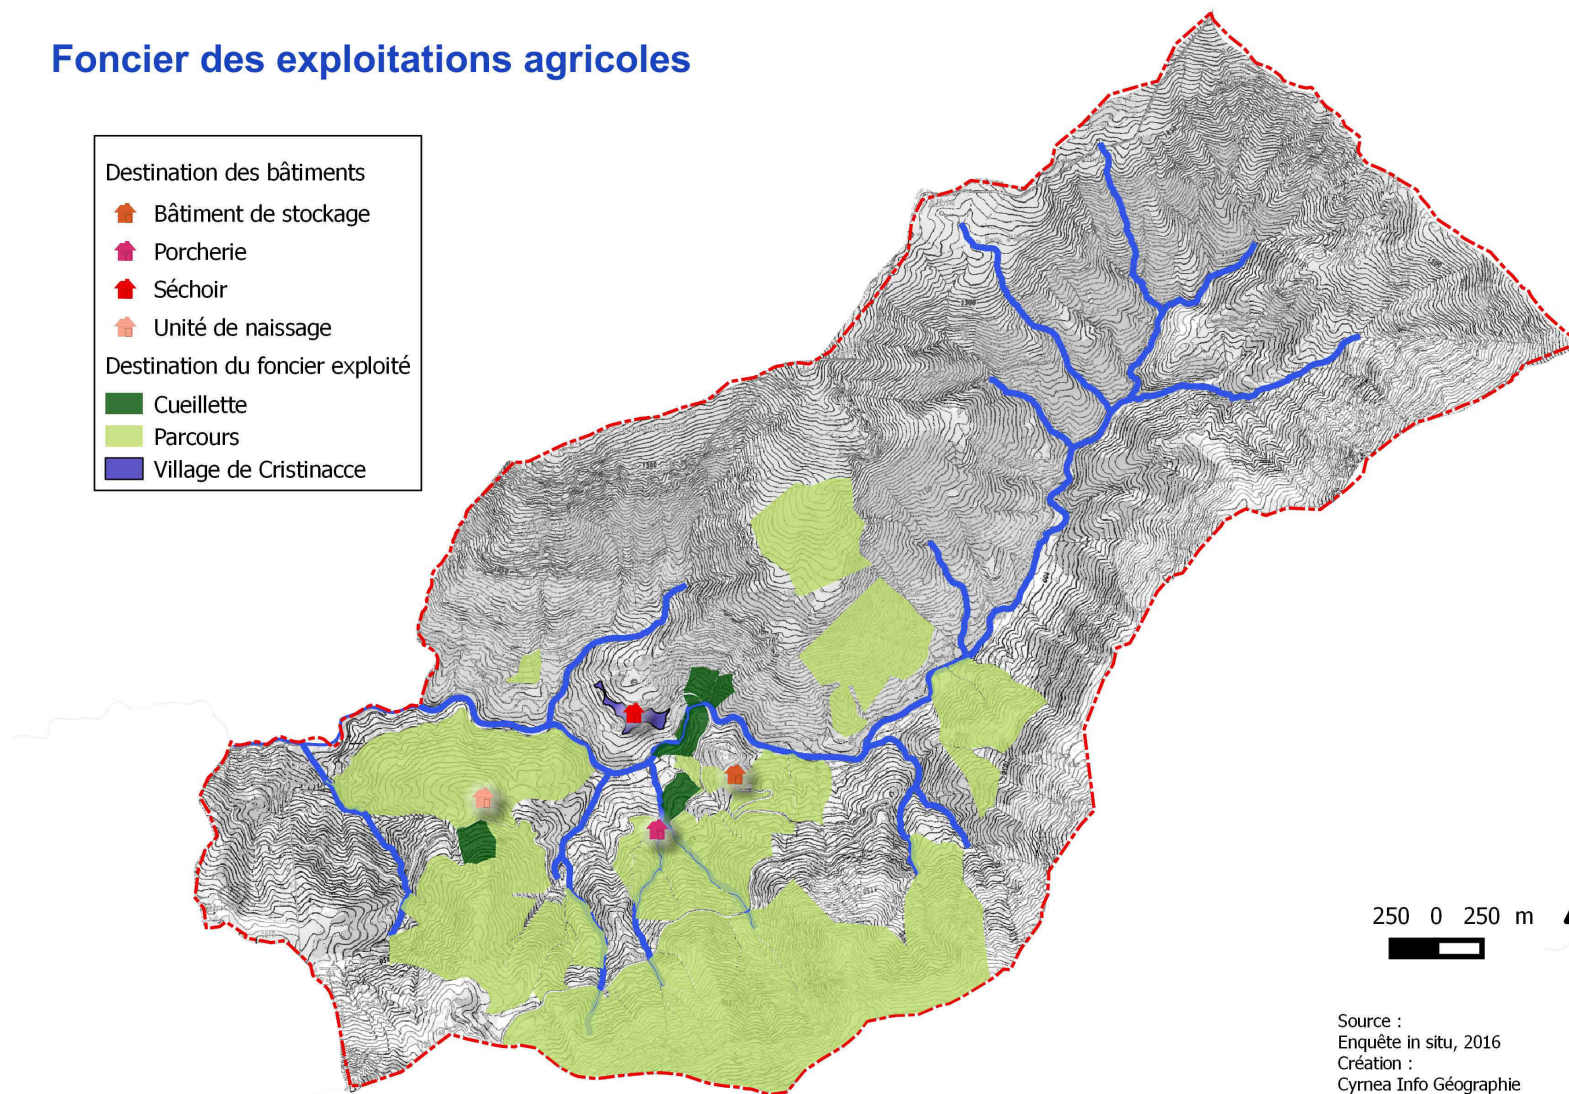 Foncier des exploitations agricoles
Destination des bâtiments
Bâtiment de stockage
Porcherie
Séchoir
Unité de naissage
Destination du foncier exploité
Cueillette
Parcours
Village de Cristinacce
250 0 250 m
Source :
Enquête in situ, 2016
Création :
Cyrnea Info Géographie